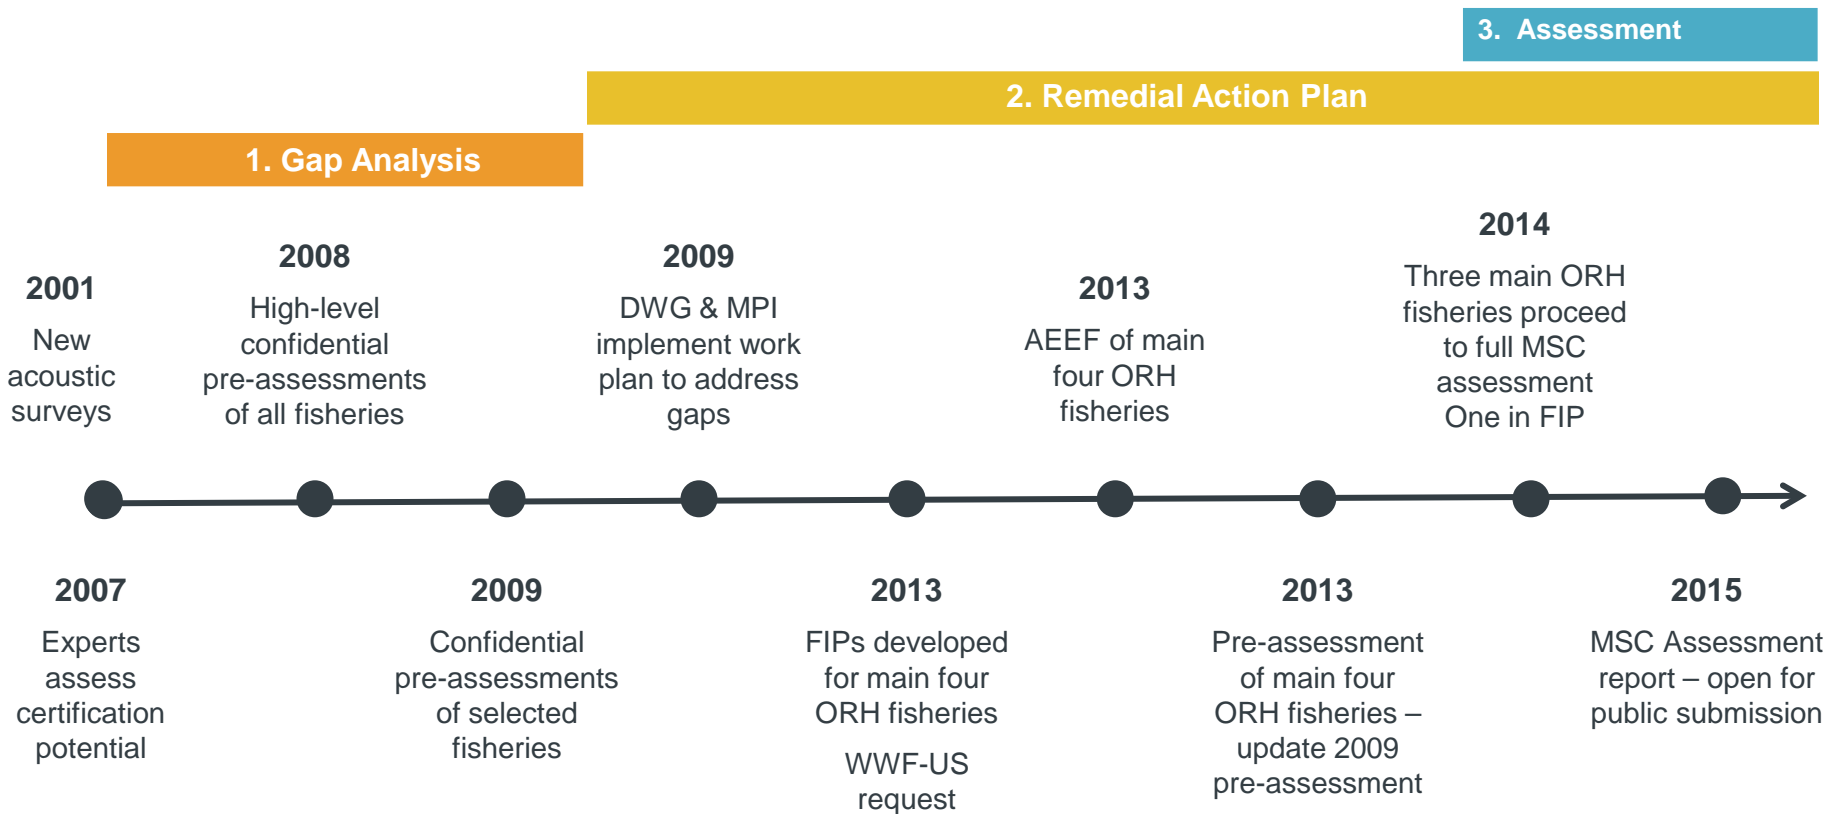 3. Assessment
2. Remedial Action Plan
1. Gap Analysis
2001
New
acoustic
surveys
2008
High-level
confidential
pre-assessments
of all fisheries
2009
DWG & MPI
implement work
plan to address
gaps
2013
AEEF of main
four ORH
fisheries
2014
Three main ORH
fisheries proceed
to full MSC
assessment
One in FIP
2007
Experts
assess
certification
potential
2009
Confidential
pre-assessments
of selected
fisheries
2013
FIPs developed
for main four
ORH fisheries
WWF-US
request
2013
Pre-assessment
of main four
ORH fisheries –
update 2009
pre-assessment
2015
MSC Assessment
report – open for
public submission